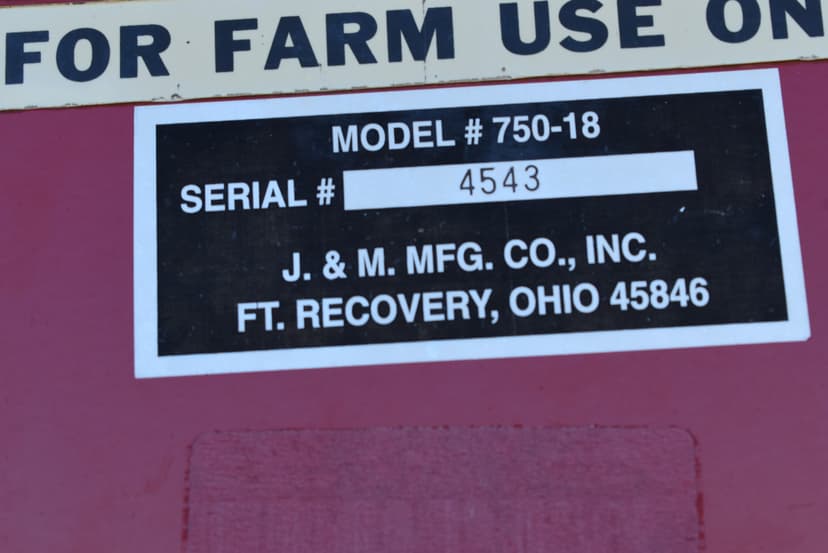 FOR FARM USE ON
MODEL # 750-18
SERIAL # 4543
J. & M. MFG. CO., INC.
FT. RECOVERY, OHIO 45846